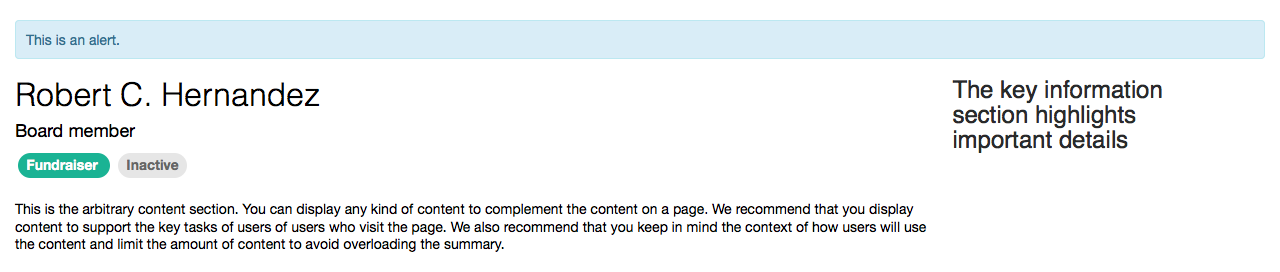 This is an alert.
Robert C. Hernandez
Board member
Fundraiser Inactive
The key information
section highlights
important details
This is the arbitrary content section. You can display any kind of content to complement the content on a page. We recommend that you display
content to support the key tasks of users of users who visit the page. We also recommend that you keep in mind the context of how users will use
the content and limit the amount of content to avoid overloading the summary.